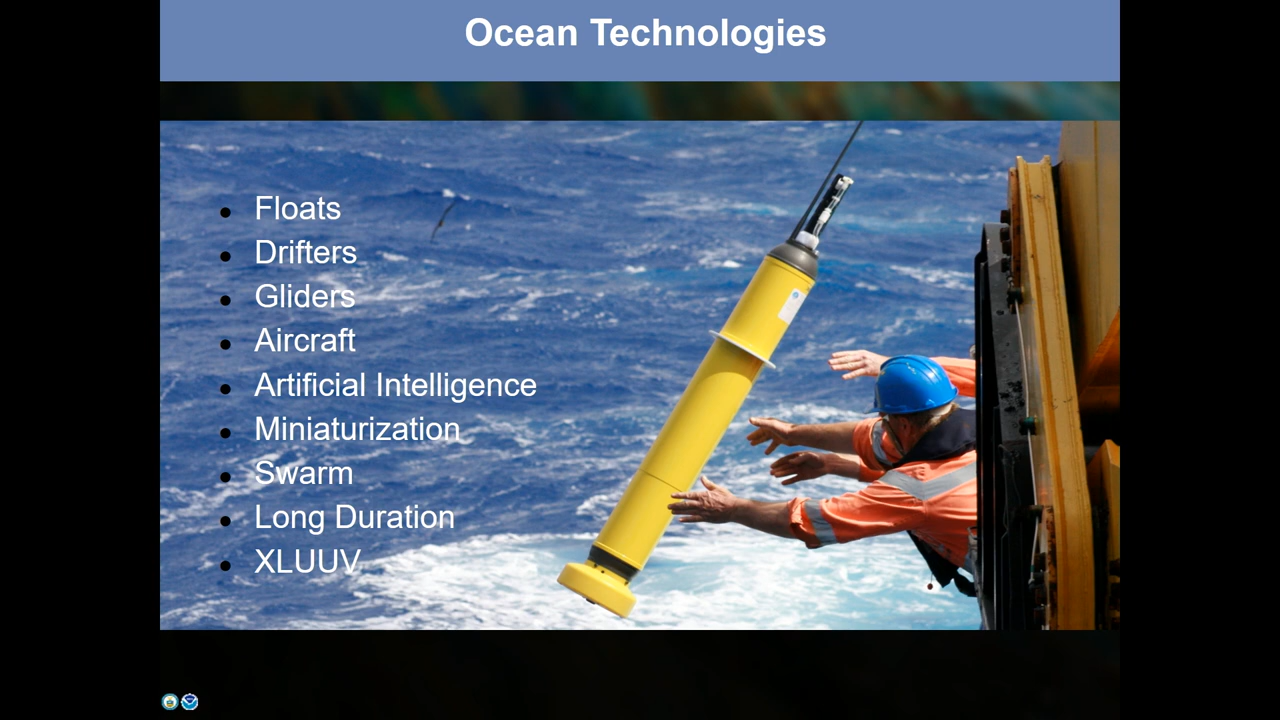 Ocean Technologies
● Floats
● Drifters
● Gliders
● Aircraft
● Artificial Intelligence
● Miniaturization
● Swarm
● Long Duration
● XLUUV